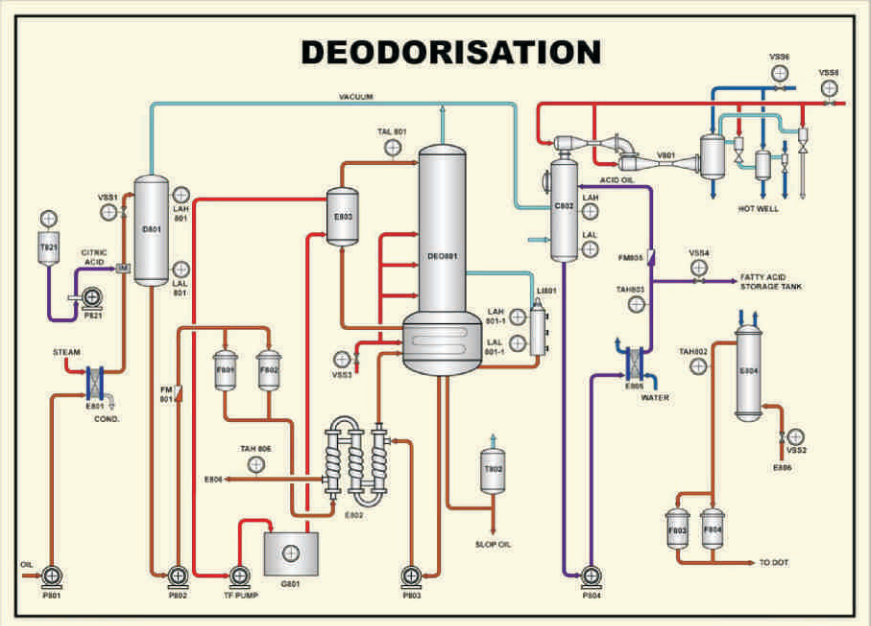 DEODORISATION
VSS6
VSS5
VACUUM
TAL 801
V801
VSS1
LAH
801
D801
E803
ACID OIL
C802
LAH
HOT WELL
T821
CITRIC
ACID
IM
LAL
801
DEO801
LAL
FM805
VSS4
FATTY ACID
STORAGE TANK
TAH803
LI801
P821
LAH
801-1
LAL
801-1
STEAM
E801
COND.
F801
F802
FM
801
VSS3
E805
WATER
TAH802
E804
VSS2
E806
TAH 806
E806
E802
T802
SLOP OIL
F803
F804
TO DOT
OIL
P801
P802
TF PUMP
G801
P803
P804